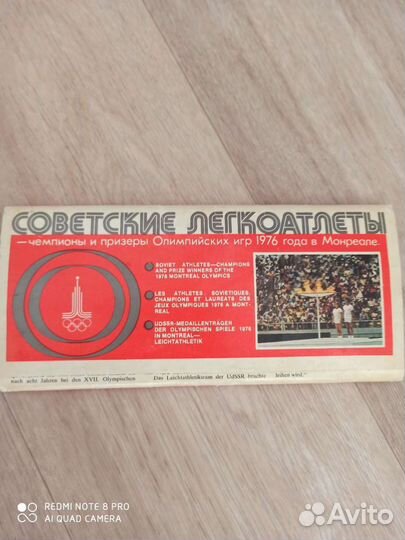 СОВЕТСКИЕ ЛЕГКОАТЛЕТЫ
—чемпионы и призеры Олимпийских игр 1976 года в Монреале.
SOVIET ATHLETES—CHAMPIONS
AND PRIZE WINNERS OF THE
1976 MONTREAL OLYMPICS
LES ATHLETES SOVIETIQUES,
CHAMPIONS ET LAUREATS DES
JEUX OLYMPIQUES 1976 A MONT-
REAL
UDSSR-MEDAILLENTRÄGER
DER OLYMPISCHEN SPIELE 1976
IN MONTREAL—
LEICHTATHLETIK
nach acht Jahren bei den XVII. Olympischen
Das Leichtathletikteam der UdSSR brachte
leihen wird."
REDMI NOTE 8 PRO
AI QUAD CAMERA
Avito